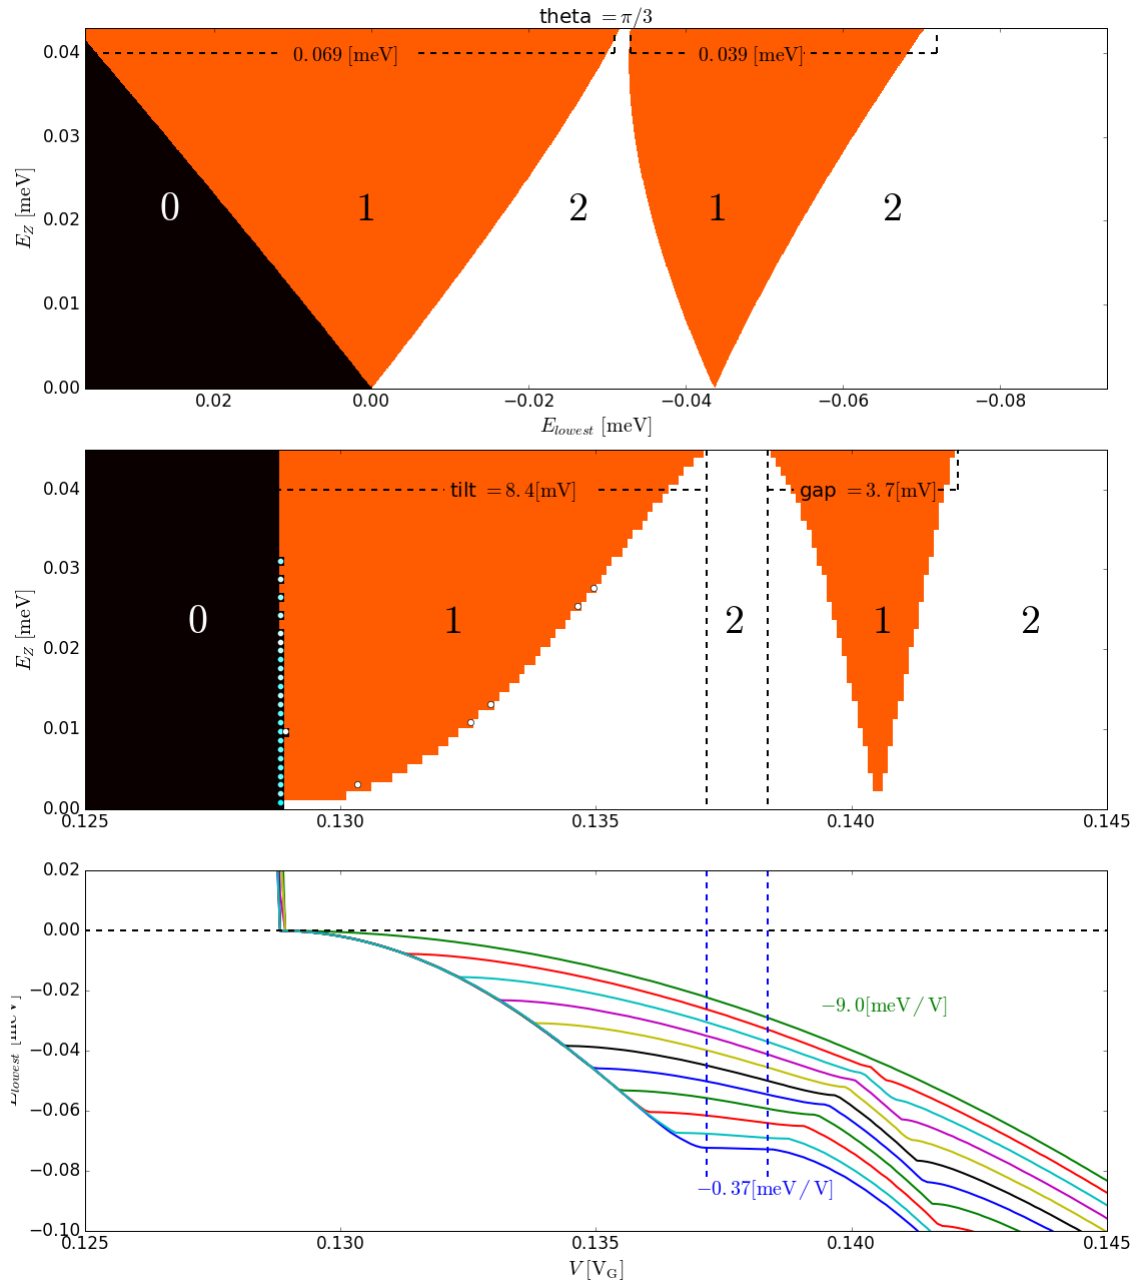 theta = π/3
0.04
0.03
0.02
0.01
0.00
E_Z [meV]
0.069 [meV]
0.039 [meV]
0 1 2 1 2
0.02 0.00 −0.02 −0.04 −0.06 −0.08
E_lowest [meV]
0.04
0.03
0.02
0.01
0.00
E_Z [meV]
tilt = 8.4[mV]
gap = 3.7[mV]
0 1 2 1 2
0.125 0.130 0.135 0.140 0.145
0.02
0.00
−0.02
−0.04
−0.06
−0.08
−0.10
E_lowest [meV]
−9.0[meV/V]
−0.37[meV/V]
0.125 0.130 0.135 0.140 0.145
V[V_G]